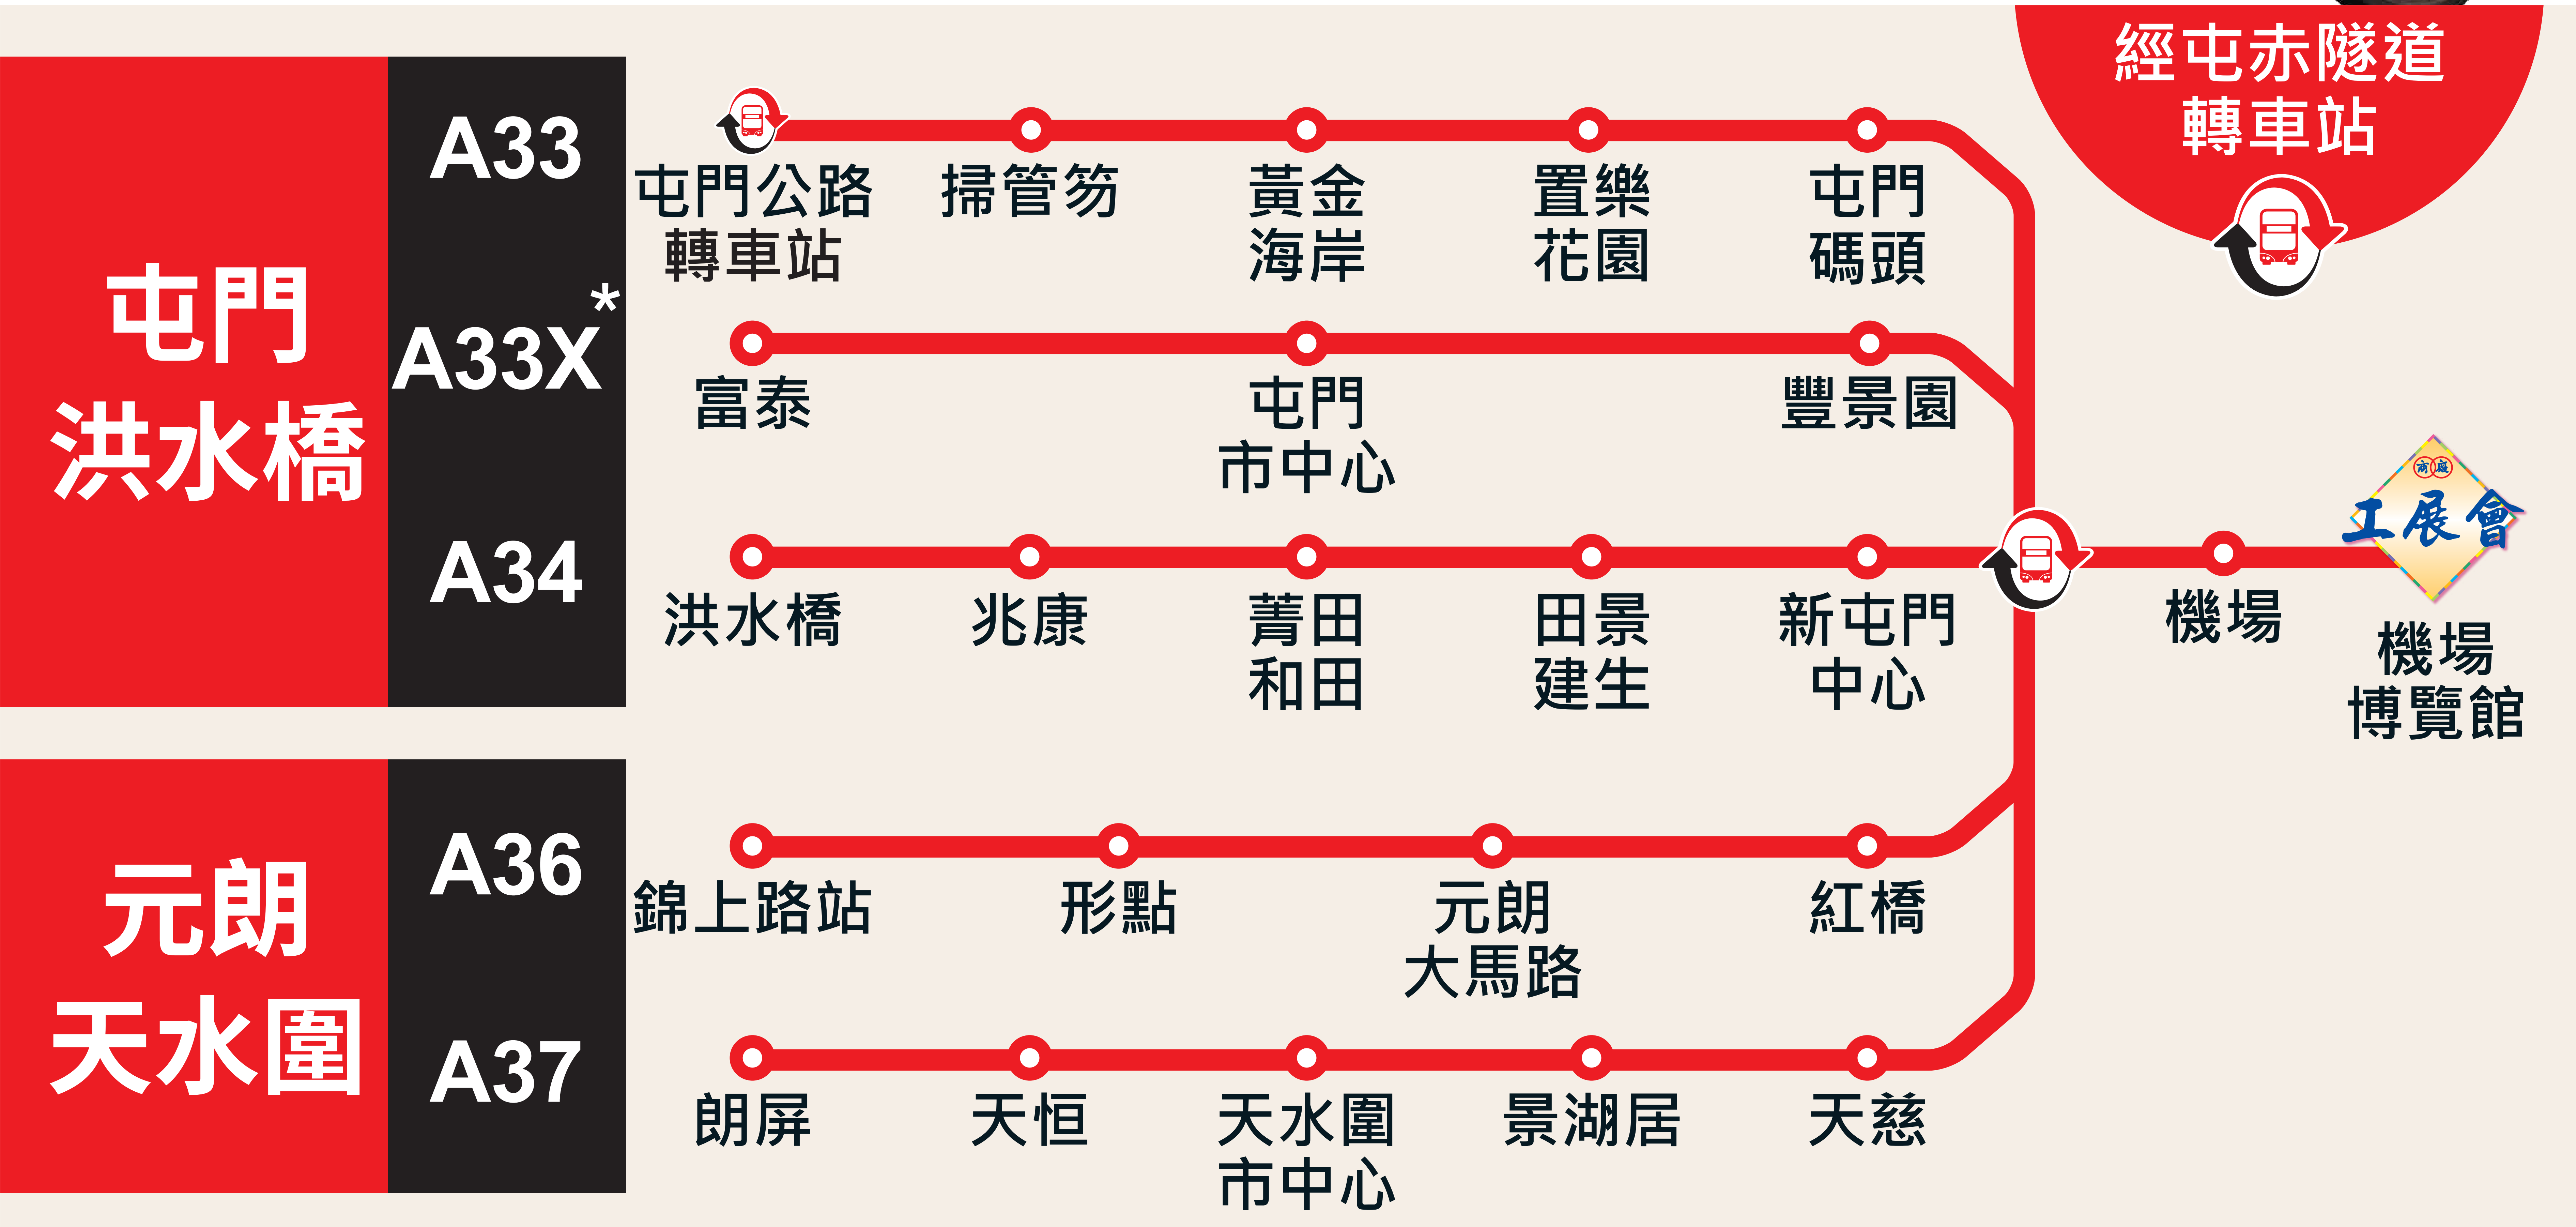 經屯赤隧道
轉車站
屯門
洪水橋
A33
屯門公路
轉車站
掃管笏
黃金
海岸
置樂
花園
屯門
碼頭
A33X*
富泰
屯門
市中心
豐景園
A34
洪水橋
兆康
菁田
和田
田景
建生
新屯門
中心
機場
商廠
工展會
機場
博覽館
元朗
天水圍
A36
錦上路站
形點
元朗
大馬路
紅橋
A37
朗屏
天恒
天水圍
市中心
景湖居
天慈